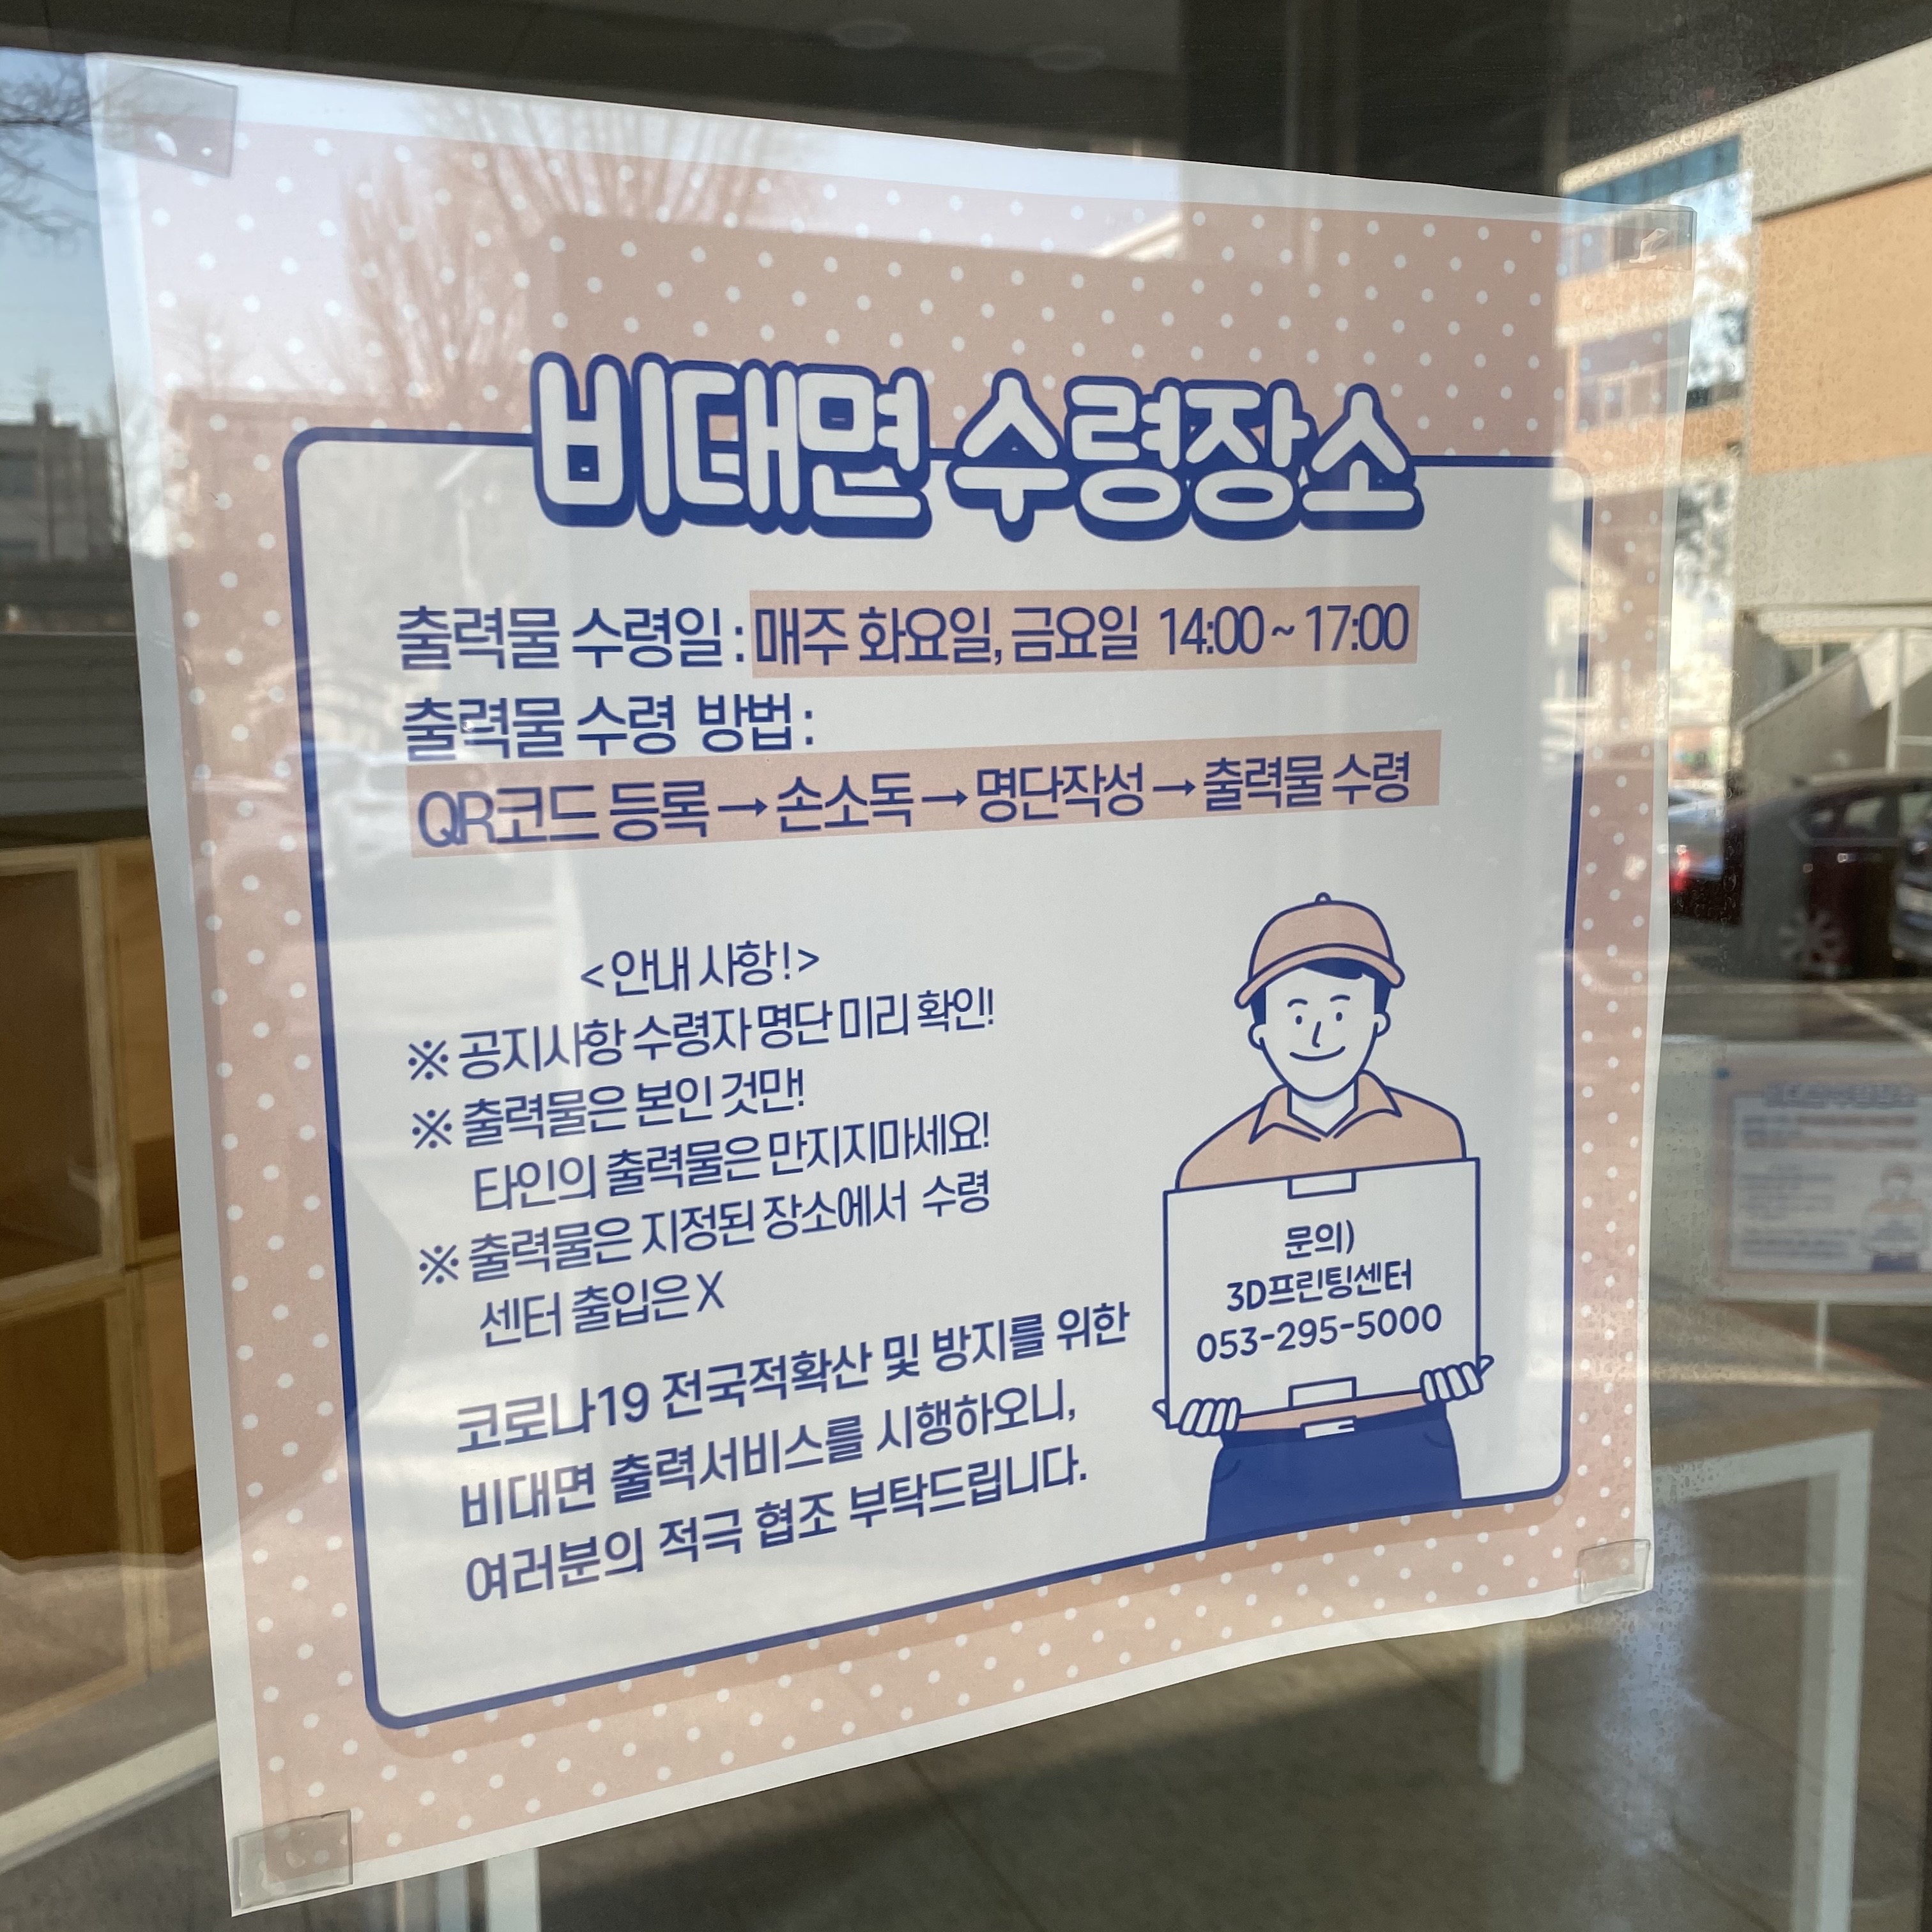 비대면 수령장소
출력물 수령일 : 매주 화요일, 금요일 14:00 ~ 17:00
출력물 수령 방법 :
QR코드 등록 → 손소독 → 명단작성 → 출력물 수령
<안내 사항!>
※ 공지사항 수령자 명단 미리 확인!
※ 출력물은 본인 것만!
타인의 출력물은 만지지마세요!
※ 출력물은 지정된 장소에서 수령
센터 출입은 X
코로나19 전국적확산 및 방지를 위한
비대면 출력서비스를 시행하오니,
여러분의 적극 협조 부탁드립니다.
문의)
3D프린팅센터
053-295-5000